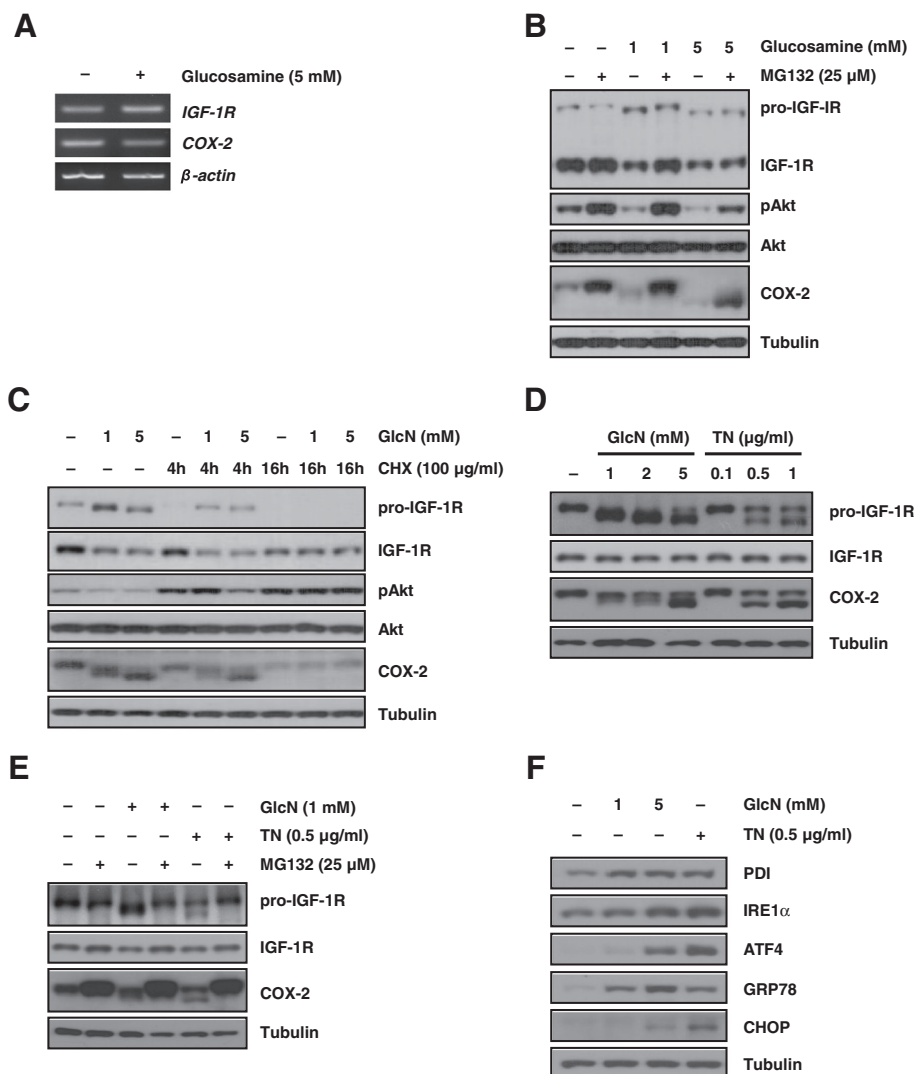 A
– + Glucosamine (5 mM)
IGF-1R
COX-2
β-actin
B
– – 1 1 5 5 Glucosamine (mM)
– + – + – + MG132 (25 μM)
pro-IGF-IR
IGF-1R
pAkt
Akt
COX-2
Tubulin
C
– 1 5 – 1 5 – 1 5 GlcN (mM)
– – – 4h 4h 4h 16h 16h 16h CHX (100 μg/ml)
pro-IGF-1R
IGF-1R
pAkt
Akt
COX-2
Tubulin
D
GlcN (mM) TN (μg/ml)
– 1 2 5 0.1 0.5 1
pro-IGF-1R
IGF-1R
COX-2
Tubulin
E
– – + + – – GlcN (1 mM)
– – – – + + TN (0.5 μg/ml)
– + – + – + MG132 (25 μM)
pro-IGF-1R
IGF-1R
COX-2
Tubulin
F
– 1 5 – GlcN (mM)
– – – + TN (0.5 μg/ml)
PDI
IRE1α
ATF4
GRP78
CHOP
Tubulin